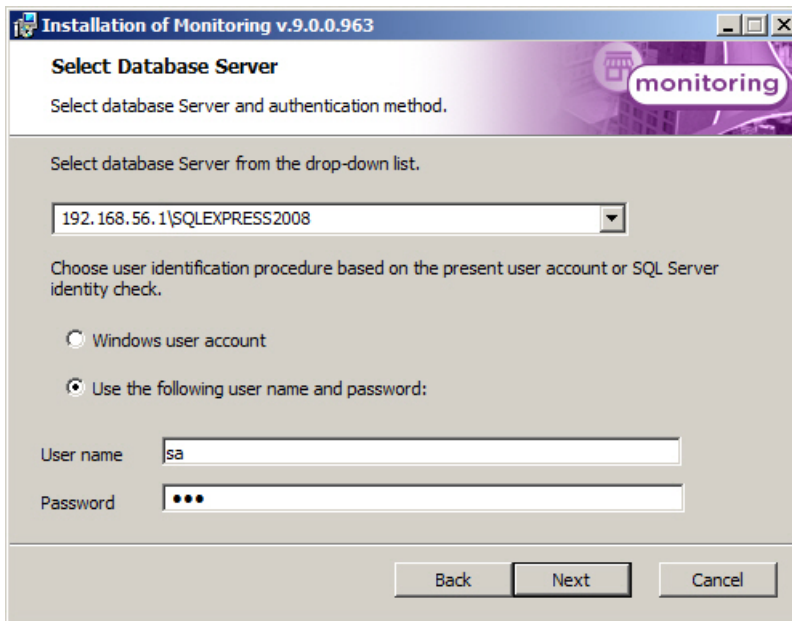 Installation of Monitoring v.9.0.0.963
Select Database Server
Select database Server and authentication method.
monitoring
Select database Server from the drop-down list.
192.168.56.1\SQLEXPRESS2008
Choose user identification procedure based on the present user account or SQL Server
identity check.
Windows user account
Use the following user name and password:
User name
sa
Password
•••
Back
Next
Cancel